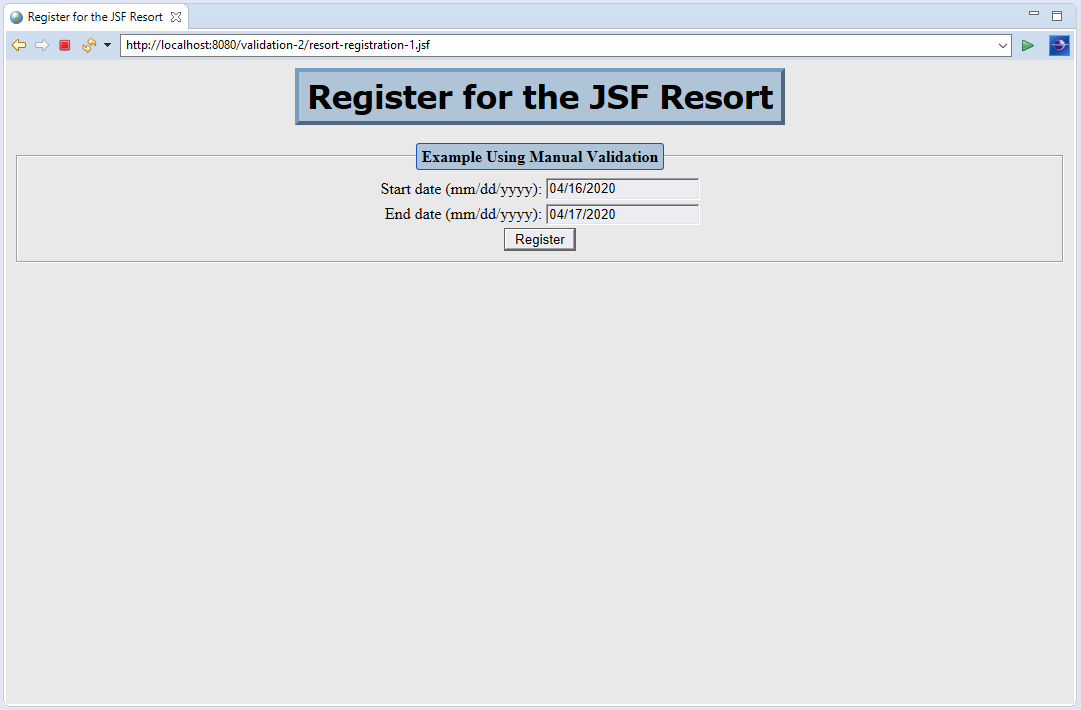 Register for the JSF Resort
http://localhost:8080/validation-2/resort-registration-1.jsf
Register for the JSF Resort
Example Using Manual Validation
Start date (mm/dd/yyyy): 04/16/2020
End date (mm/dd/yyyy): 04/17/2020
Register